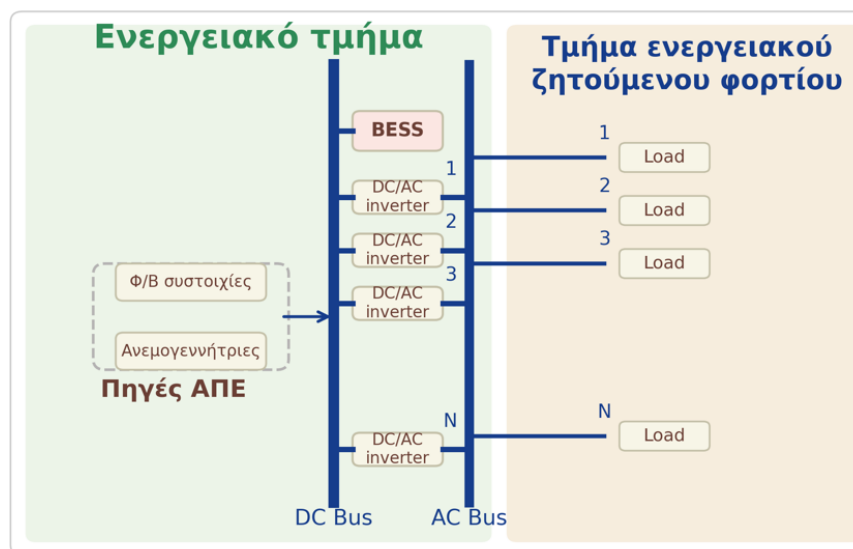 Ενεργειακό τμήμα
Τμήμα ενεργειακού
ζητούμενου φορτίου
BESS
1
DC/AC
inverter
2
DC/AC
inverter
3
DC/AC
inverter
N
DC/AC
inverter
1
Load
2
Load
3
Load
N
Load
Φ/Β συστοιχίες
Ανεμογεννήτριες
Πηγές ΑΠΕ
DC Bus
AC Bus